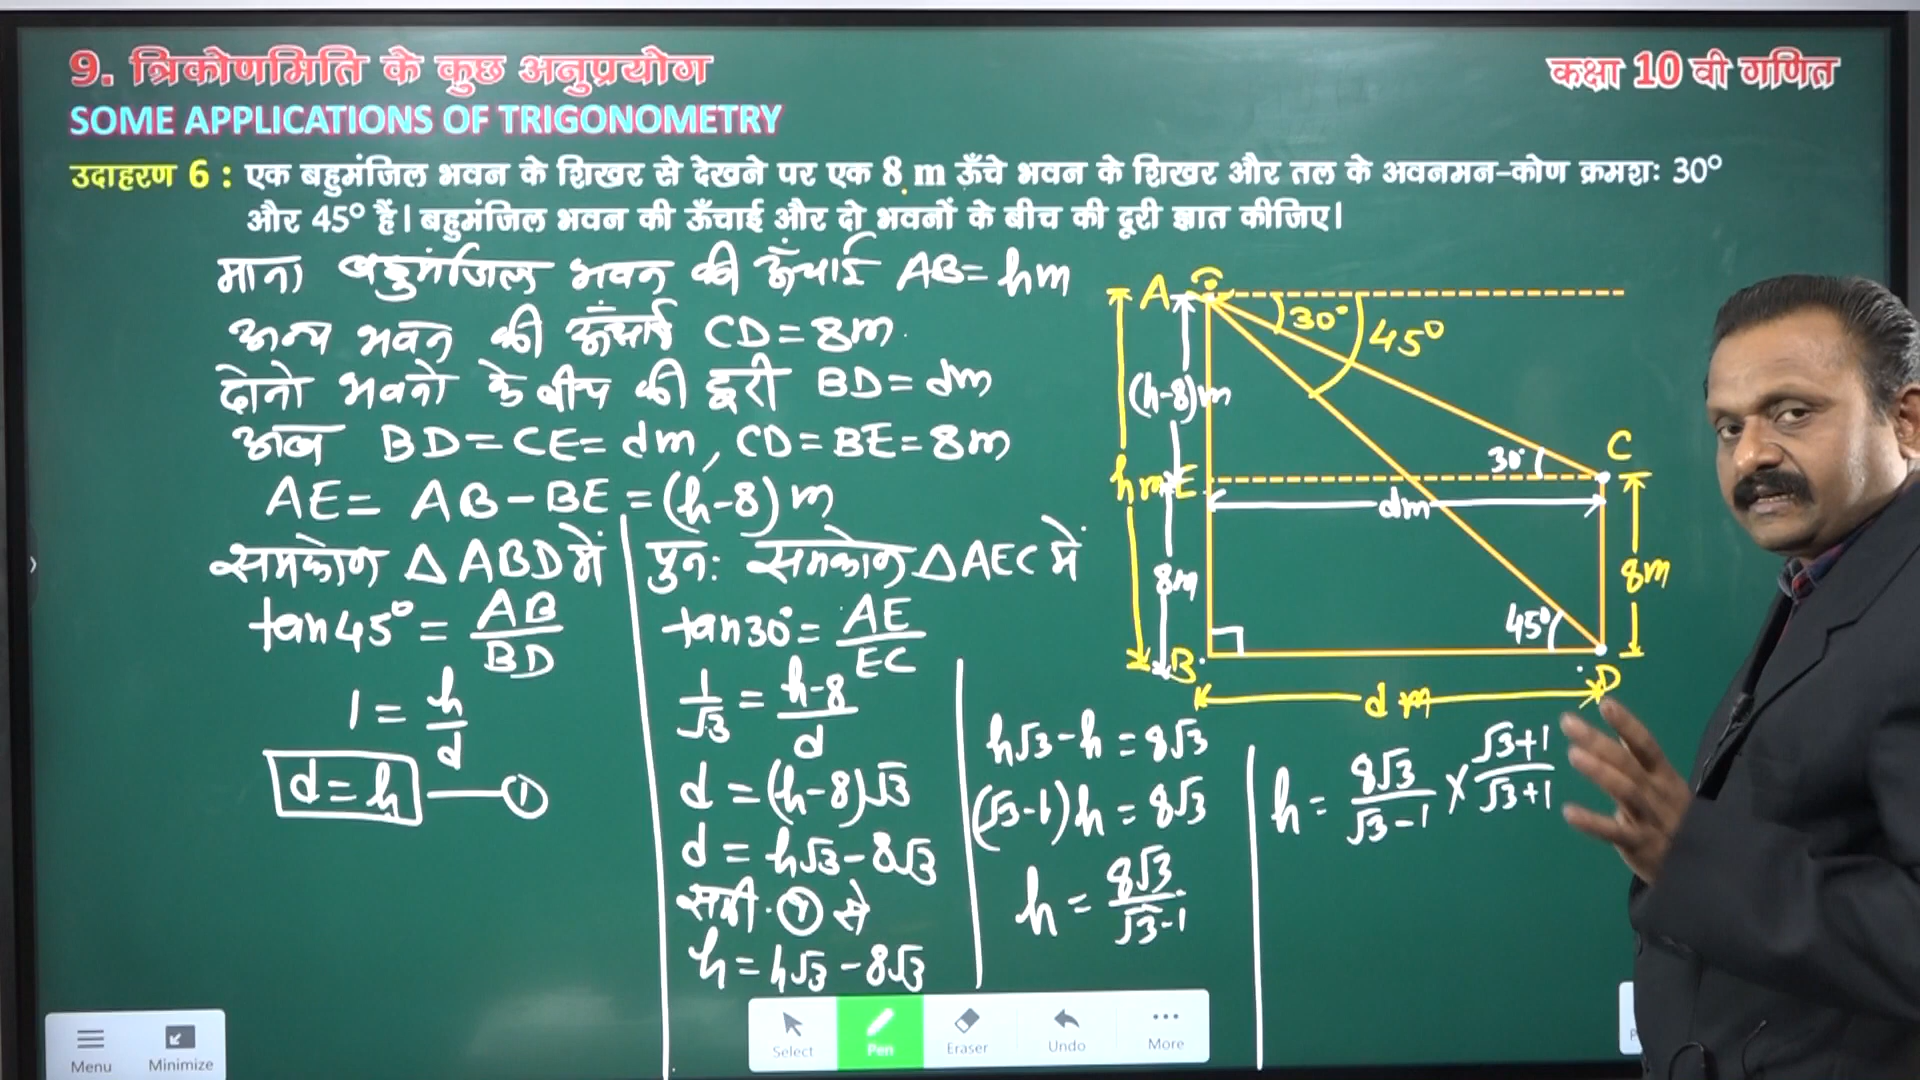 9. त्रिकोणमिति के कुछ अनुप्रयोग
कक्षा 10 वी गणित
SOME APPLICATIONS OF TRIGONOMETRY
उदाहरण 6 : एक बहुमंजिल भवन के शिखर से देखने पर एक 8 m ऊँचे भवन के शिखर और तल के अवनमन-कोण क्रमशः 30°
और 45° हैं। बहुमंजिल भवन की ऊँचाई और दो भवनों के बीच की दूरी ज्ञात कीजिए।
माना बहुमंजिल भवन की ऊँचाई AB = hm
अन्य भवन की ऊँचाई CD = 8m.
दोनो भवनो के बीच की दूरी BD = dm
अब BD = CE = dm, CD = BE = 8m
AE = AB - BE = (h-8) m
समकोण △ ABD में
tan45° = AB/BD
1 = h/d
d = h — ①
पुन: समकोण △AEC में
tan30° = AE/EC
1/√3 = h-8/d
d = (h-8)√3
d = h√3 - 8√3
समी. ① से
h = h√3 - 8√3
h√3 - h = 8√3
(√3-1)h = 8√3
h = 8√3/√3-1
h = 8√3/√3-1 × √3+1/√3+1
A
30°
45°
(h-8)m
C
30°
hm
E
dm
8m
8m
45°
B
D
d m
Menu
Minimize
Select
Pen
Eraser
Undo
More